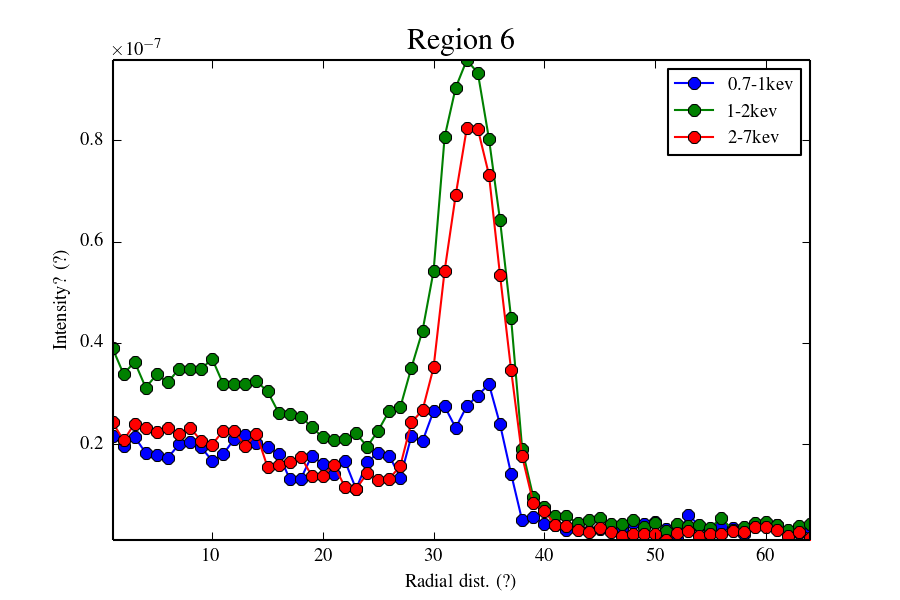 Region 6
×10⁻⁷
0.7-1kev
1-2kev
2-7kev
0.8
0.6
0.4
0.2
Intensity? (?)
10 20 30 40 50 60
Radial dist. (?)